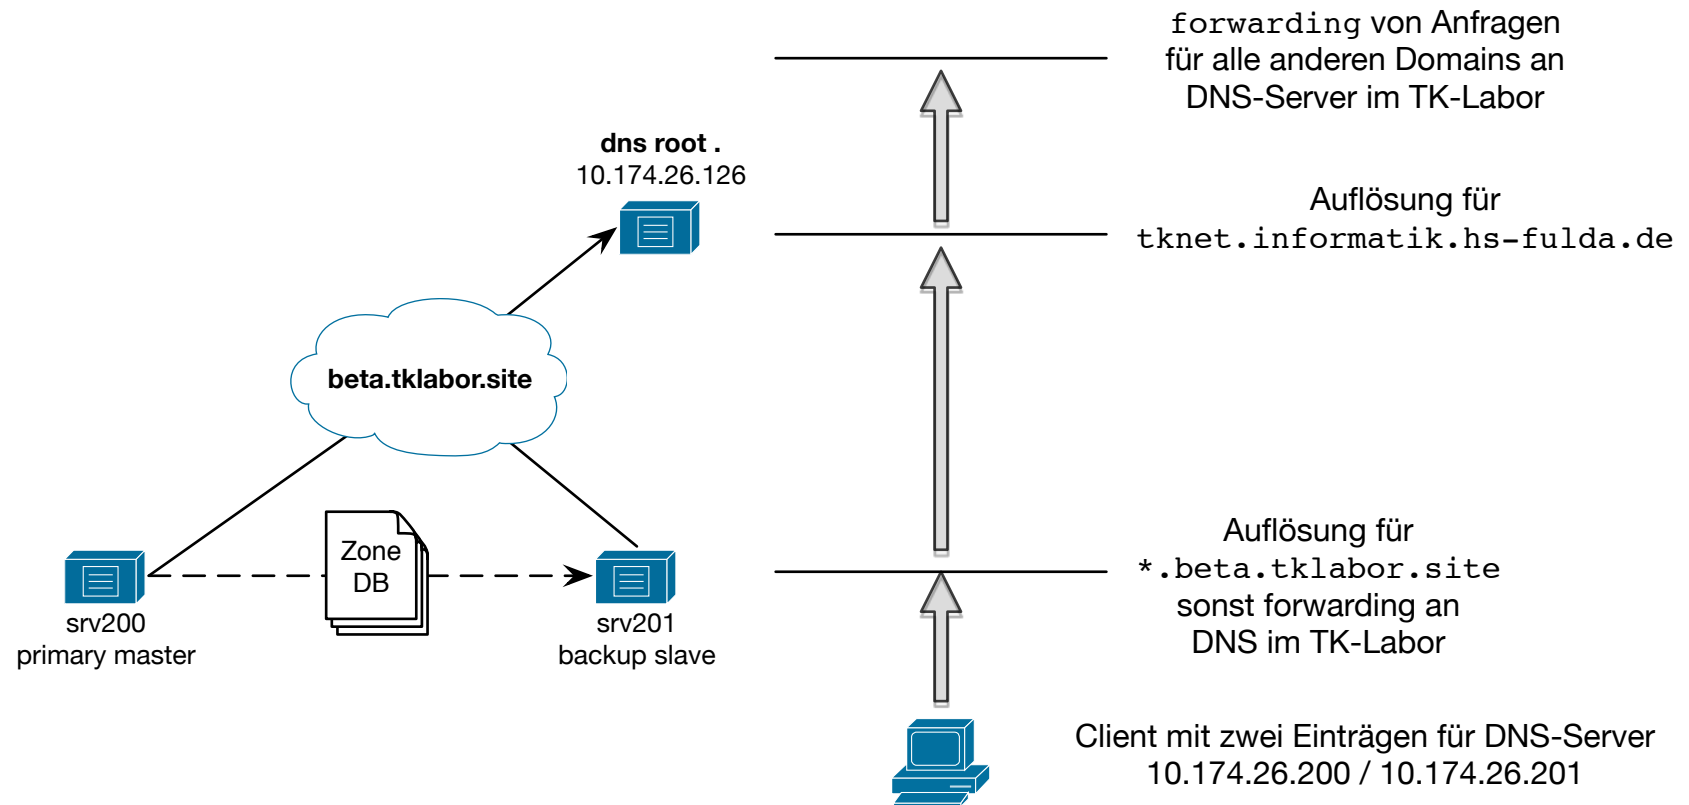 forwarding von Anfragen
für alle anderen Domains an
DNS-Server im TK-Labor
dns root .
10.174.26.126
Auflösung für
tknet.informatik.hs-fulda.de
beta.tklabor.site
Zone
DB
srv200
primary master
srv201
backup slave
Auflösung für
*.beta.tklabor.site
sonst forwarding an
DNS im TK-Labor
Client mit zwei Einträgen für DNS-Server
10.174.26.200 / 10.174.26.201